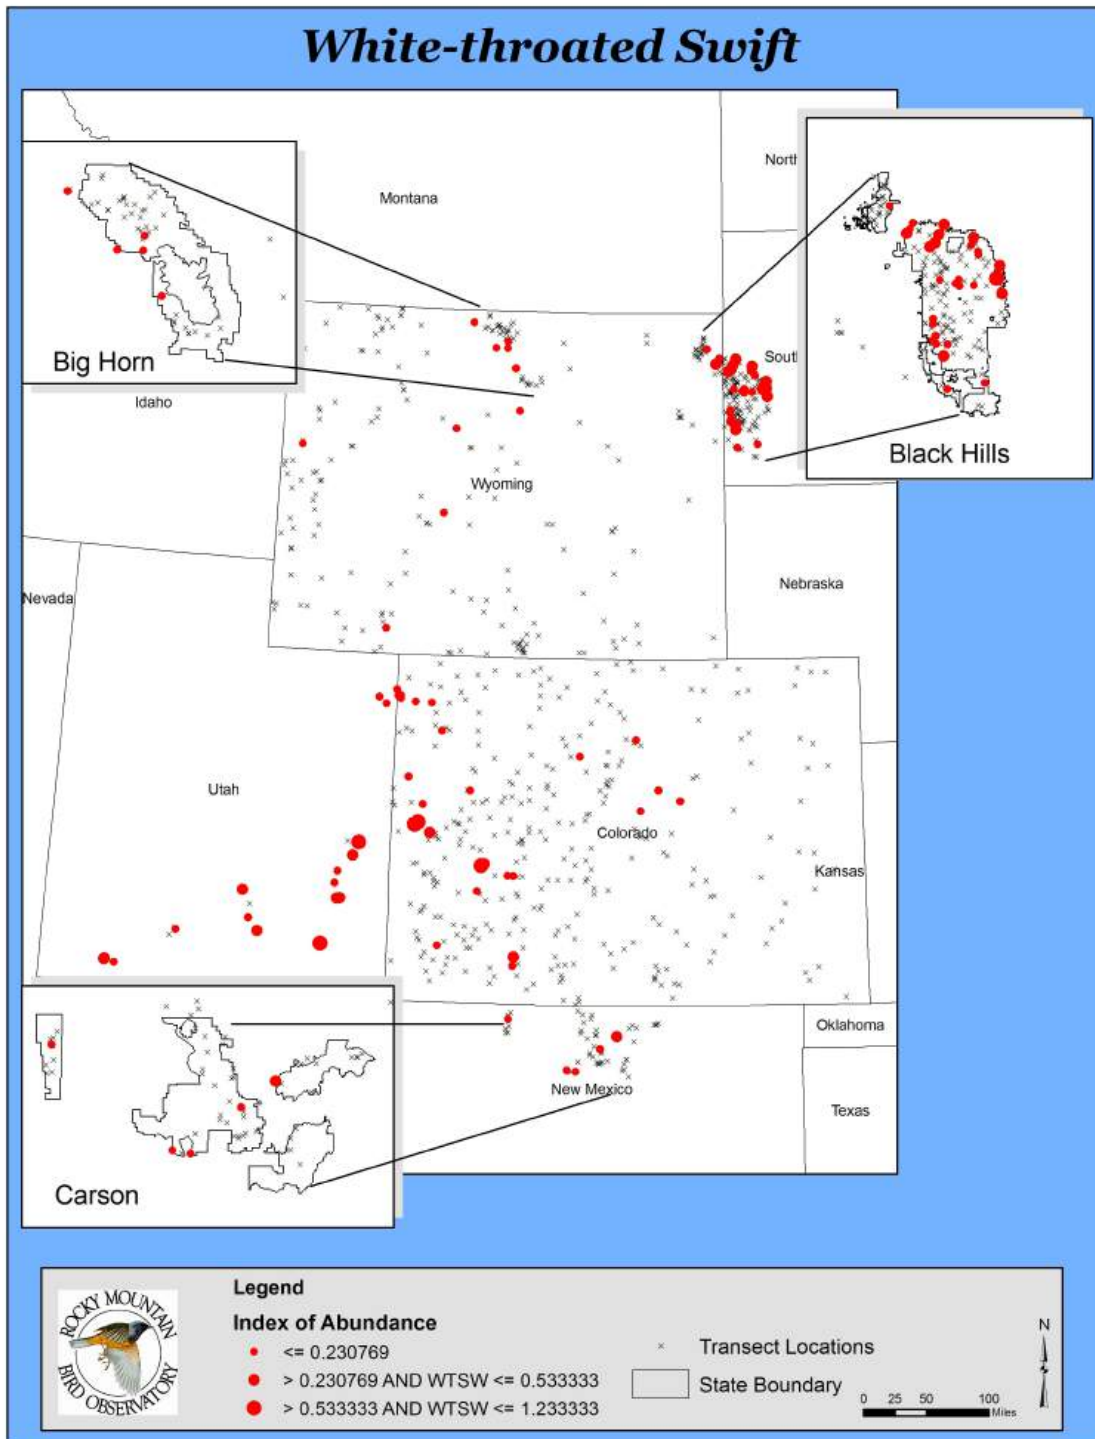 White-throated Swift
Montana
North
South
Idaho
Wyoming
Nevada
Nebraska
Utah
Colorado
Kansas
Oklahoma
New Mexico
Texas
Big Horn
Black Hills
Carson
ROCKY MOUNTAIN
BIRD OBSERVATORY
Legend
Index of Abundance
<= 0.230769
> 0.230769 AND WTSW <= 0.533333
> 0.533333 AND WTSW <= 1.233333
Transect Locations
State Boundary
N
0 25 50 100
Miles